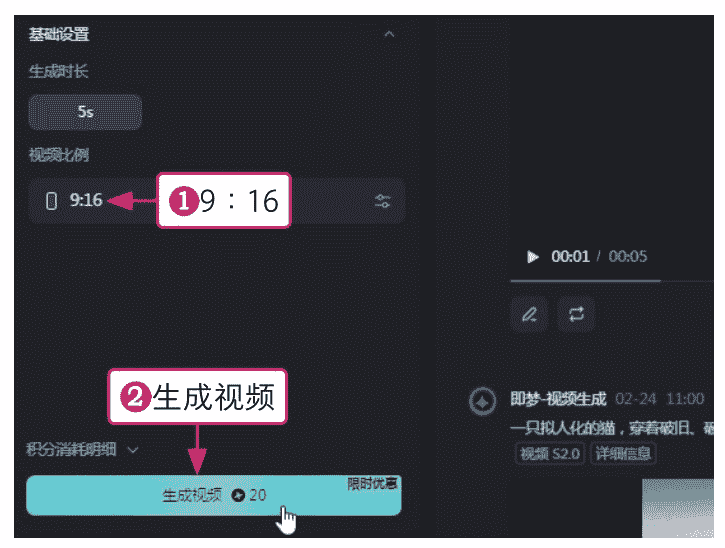 基础设置
生成时长
5s
视频比例
9:16
❶9：16
00:01 / 00:05
❷生成视频
即梦-视频生成 02-24 11:00
一只拟人化的猫，穿着破旧、破
视频 S2.0 详细信息
积分消耗明细
限时优惠
生成视频 20